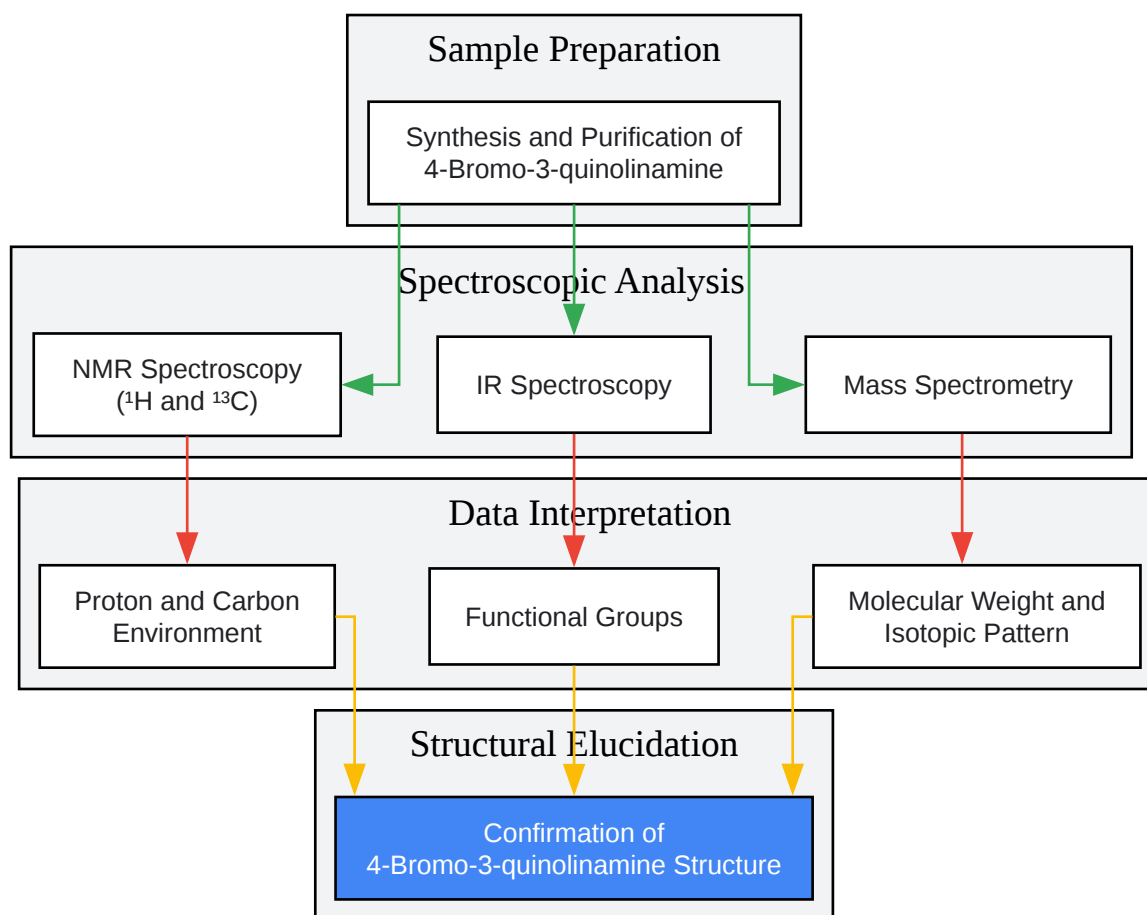 Sample Preparation
Synthesis and Purification of
4-Bromo-3-quinolinamine
Spectroscopic Analysis
NMR Spectroscopy
(¹H and ¹³C)
IR Spectroscopy
Mass Spectrometry
Data Interpretation
Proton and Carbon
Environment
Functional Groups
Molecular Weight and
Isotopic Pattern
Structural Elucidation
Confirmation of
4-Bromo-3-quinolinamine Structure